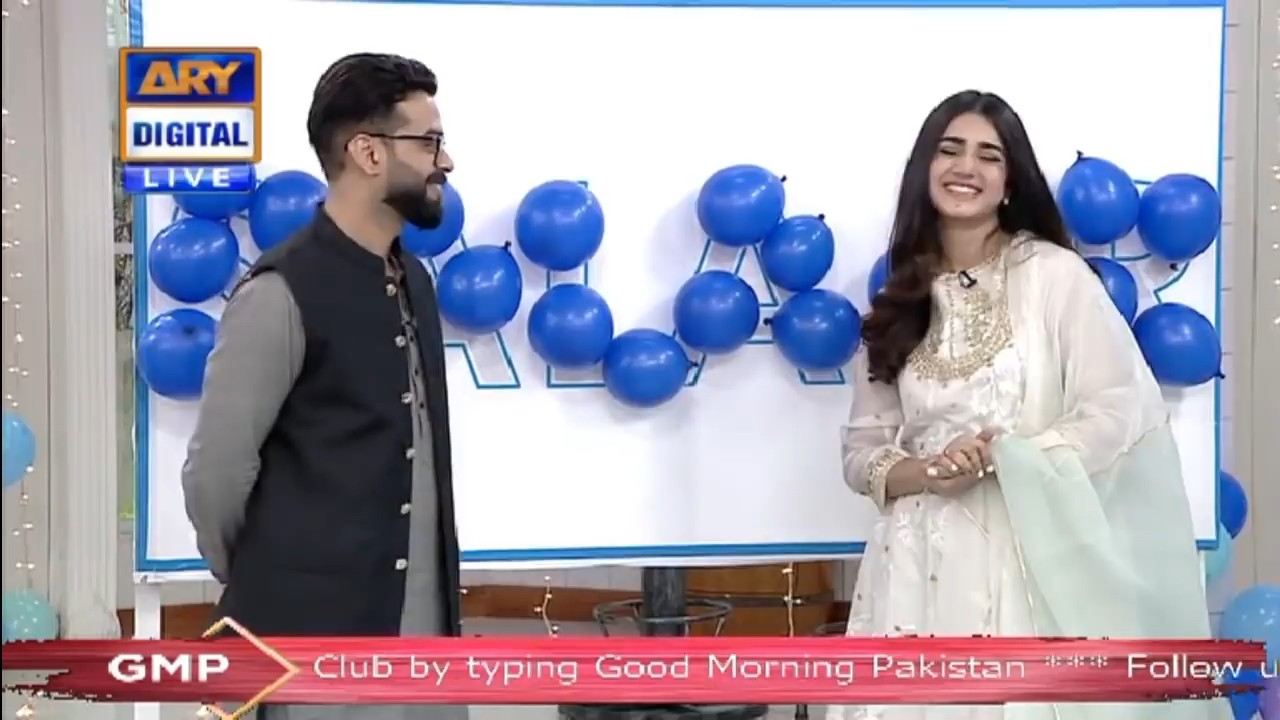 ARY
DIGITAL
LIVE
GMP
Club by typing Good Morning Pakistan *** Follow u